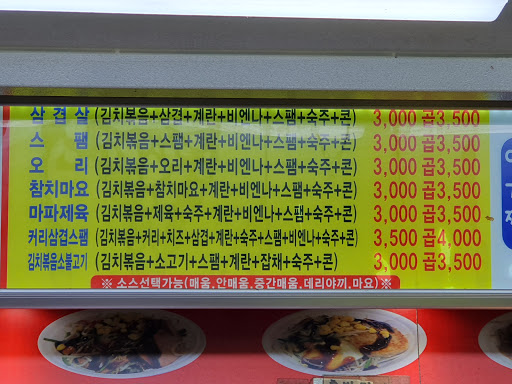 삼겹살 (김치볶음+삼겹+계란+비엔나+스팸+숙주+콘) 3,000 곱3,500
스팸 (김치볶음+스팸+계란+비엔나+스팸+숙주+콘) 3,000 곱3,500
오리 (김치볶음+오리+계란+비엔나+스팸+숙주+콘) 3,000 곱3,500
참치마요 (김치볶음+참치마요+계란+비엔나+스팸+숙주+콘) 3,000 곱3,500
마파제육 (김치볶음+제육+숙주+계란+비엔나+스팸+숙주+콘) 3,000 곱3,500
커리삼겹스팸 (김치볶음+커리+치즈+삼겹+계란+숙주+스팸+비엔나+숙주+콘) 3,500 곱4,000
김치볶음소불고기 (김치볶음+소고기+스팸+계란+잡채+숙주+콘) 3,000 곱3,500
※ 소스선택가능(매움,안매움,중간매움,데리야끼,마요)※